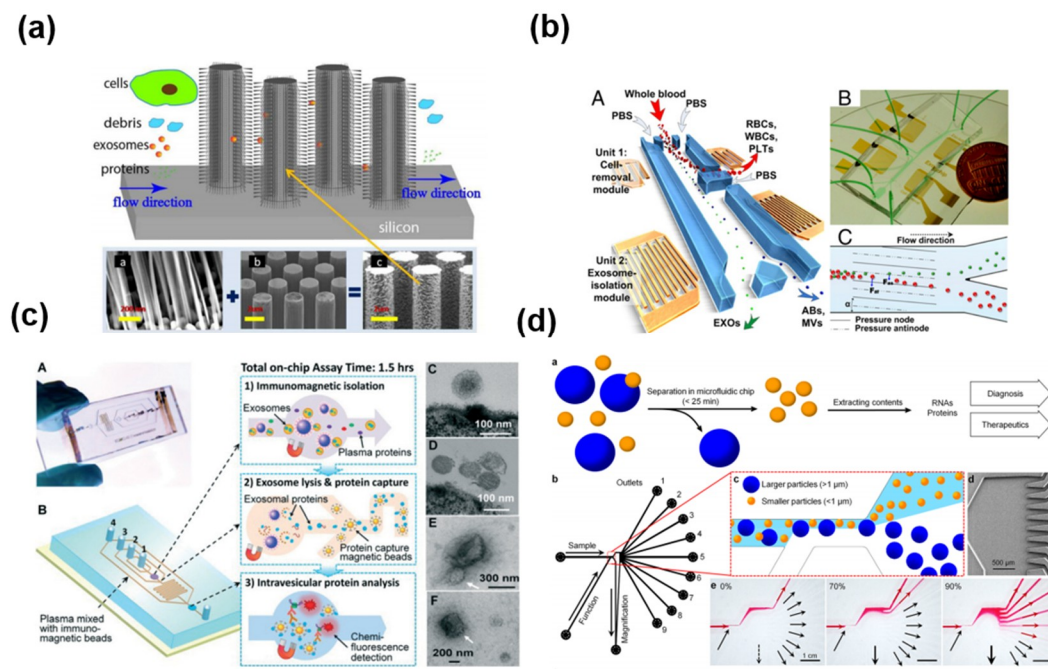 (a)
cells
debris
exosomes
proteins
flow direction
flow direction
silicon
a
b
c
(b)
A
Whole blood
PBS
PBS
RBCs,
WBCs,
PLTs
PBS
Unit 1:
Cell-
removal
module
Unit 2:
Exosome-
isolation
module
EXOs
ABs,
MVs
B
C
Flow direction
α
Pressure node
Pressure antinode
(c)
A
B
4
3
2
1
Plasma mixed
with immuno-
magnetic beads
Total on-chip Assay Time: 1.5 hrs
1) Immunomagnetic isolation
Exosomes
Plasma proteins
2) Exosome lysis & protein capture
Exosomal proteins
Protein capture
magnetic beads
3) Intravesicular protein analysis
Chemi-
fluorescence
detection
C
100 nm
D
100 nm
E
300 nm
F
200 nm
(d)
a
Separation in microfluidic chip
(< 25 min)
Extracting contents
RNAs
Proteins
Diagnosis
Therapeutics
b
Outlets
1
2
3
4
5
6
7
8
9
Sample
Function
Magnification
c
Larger particles (>1 µm)
Smaller particles (<1 µm)
d
500 µm
e
0%
1 cm
70%
90%